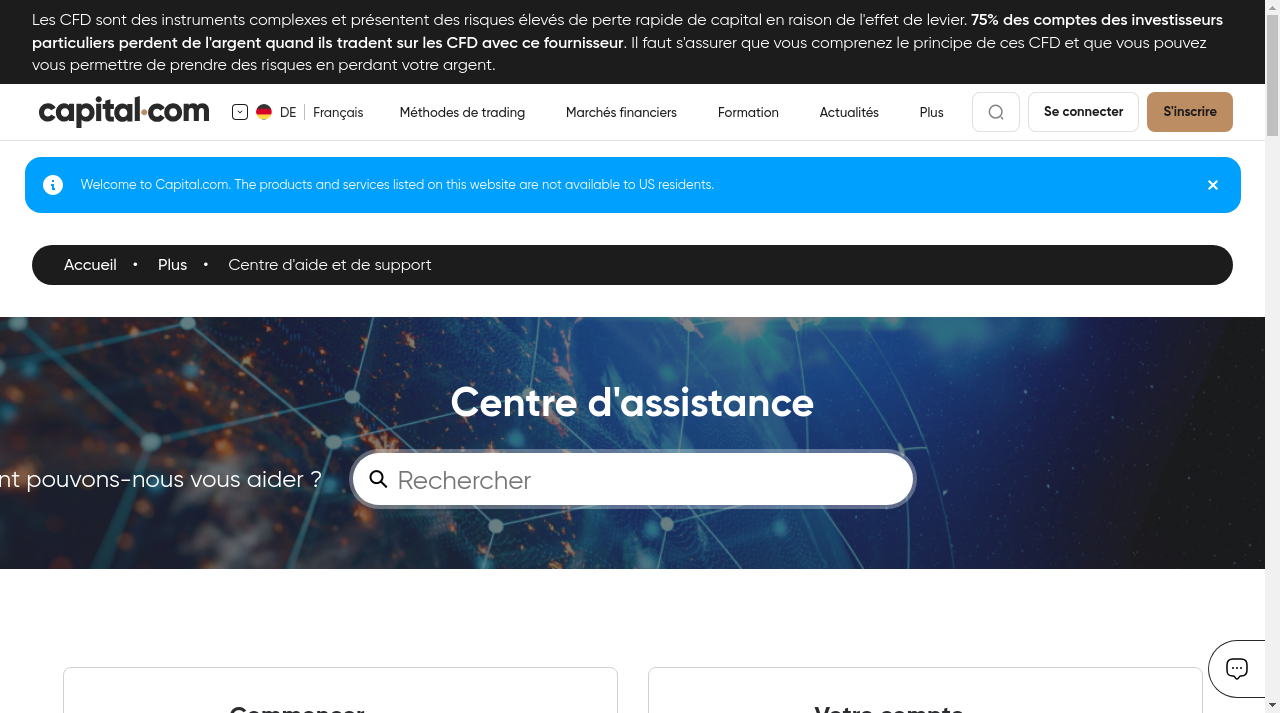 Les CFD sont des instruments complexes et présentent des risques élevés de perte rapide de capital en raison de l'effet de levier. 75% des comptes des investisseurs
particuliers perdent de l'argent quand ils tradent sur les CFD avec ce fournisseur. Il faut s'assurer que vous comprenez le principe de ces CFD et que vous pouvez
vous permettre de prendre des risques en perdant votre argent.
capital.com DE Français Méthodes de trading Marchés financiers Formation Actualités Plus Se connecter S'inscrire
Welcome to Capital.com. The products and services listed on this website are not available to US residents.
Accueil • Plus • Centre d'aide et de support
Centre d'assistance
pouvons-nous vous aider ? Rechercher
Commencer Votre compte